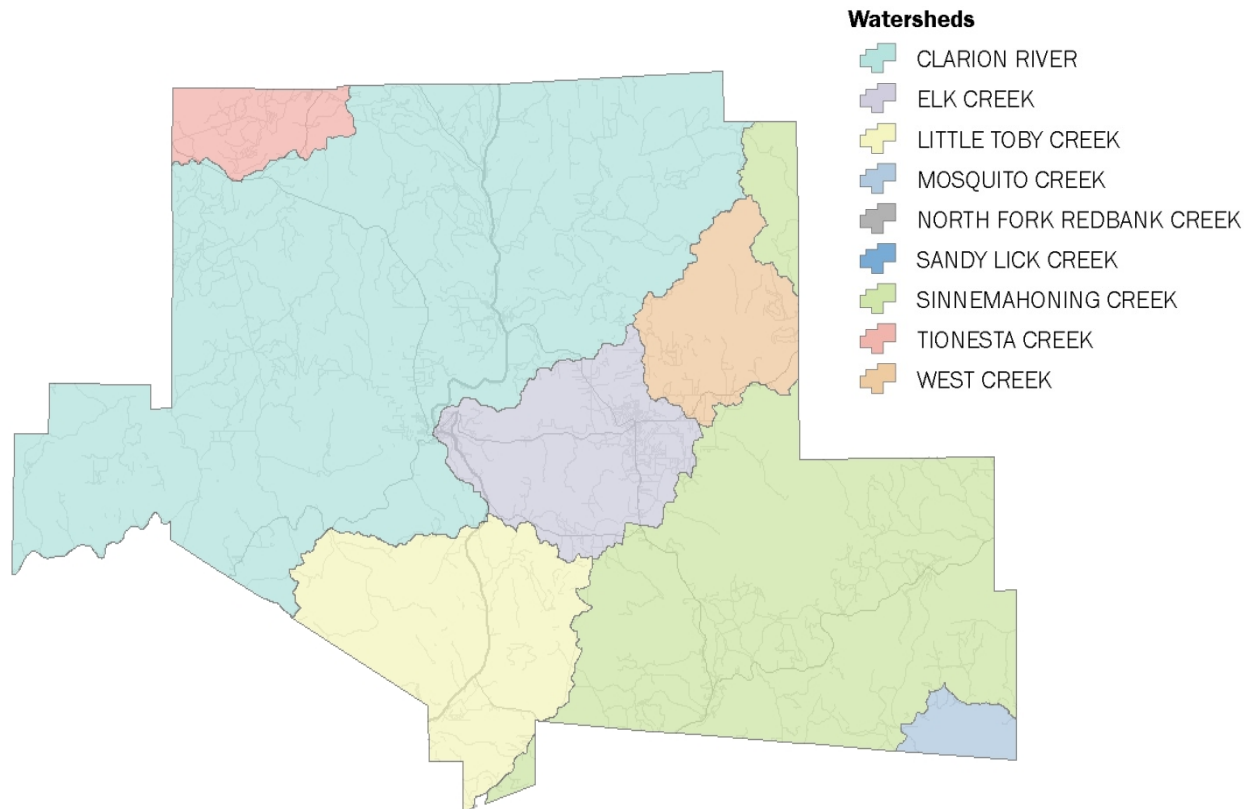 Watersheds
CLARION RIVER
ELK CREEK
LITTLE TOBY CREEK
MOSQUITO CREEK
NORTH FORK REDBANK CREEK
SANDY LICK CREEK
SINNEMAHONING CREEK
TIONESTA CREEK
WEST CREEK